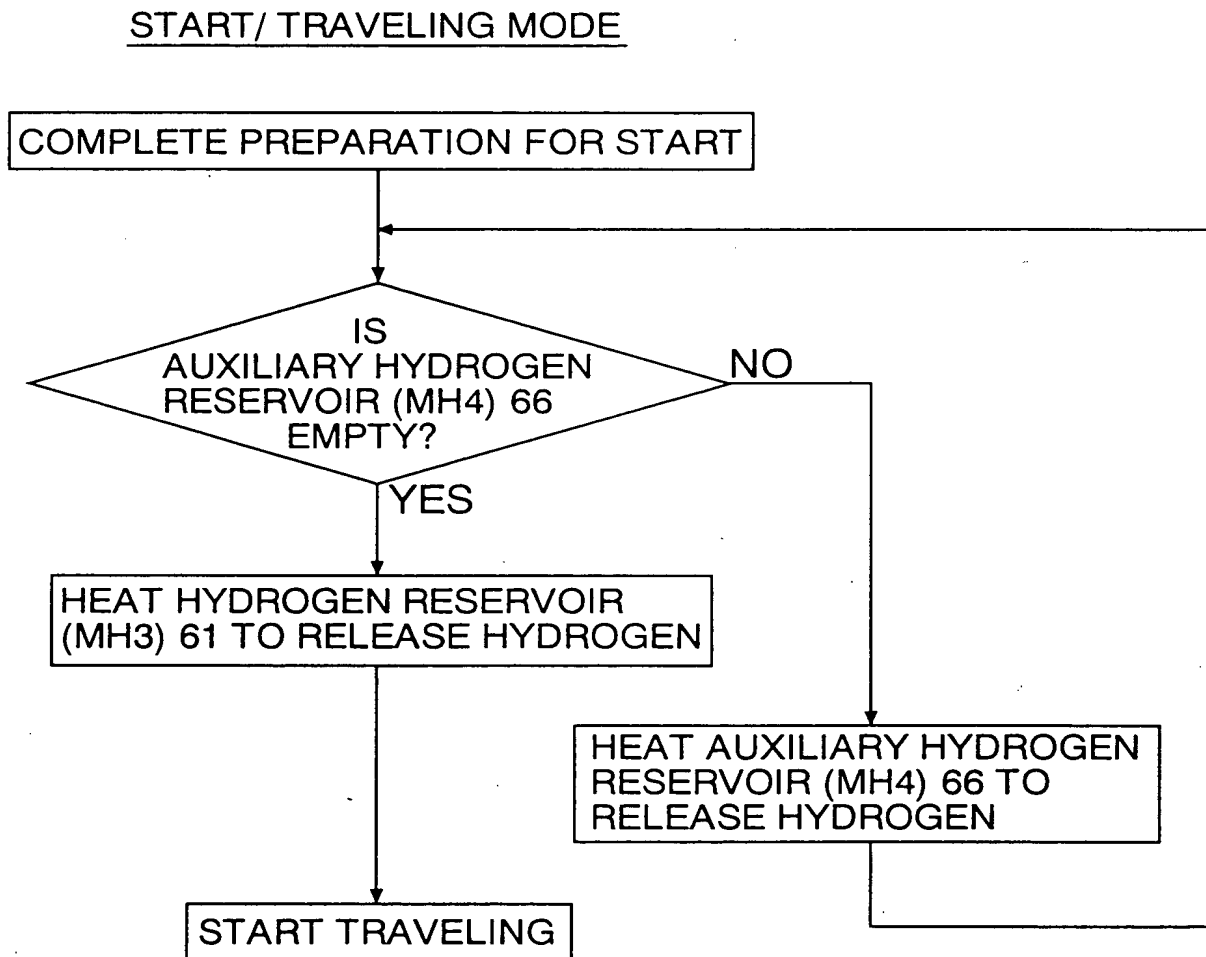 START/ TRAVELING MODE
COMPLETE PREPARATION FOR START
IS
AUXILIARY HYDROGEN
RESERVOIR (MH4) 66
EMPTY?
NO
YES
HEAT HYDROGEN RESERVOIR
(MH3) 61 TO RELEASE HYDROGEN
HEAT AUXILIARY HYDROGEN
RESERVOIR (MH4) 66 TO
RELEASE HYDROGEN
START TRAVELING